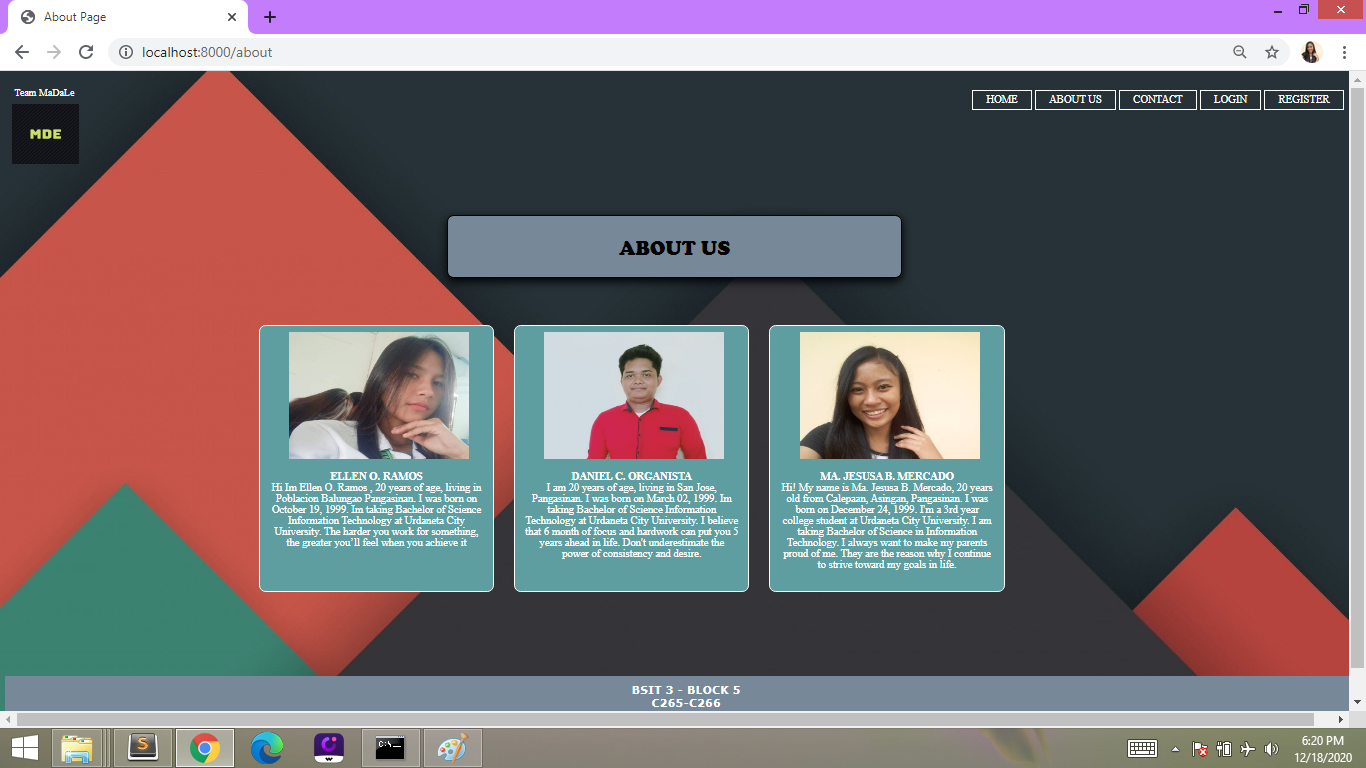 About Page
localhost:8000/about
Team MaDaLe
MDE
HOME
ABOUT US
CONTACT
LOGIN
REGISTER
ABOUT US
ELLEN O. RAMOS
Hi Im Ellen O. Ramos , 20 years of age, living in
Poblacion Balungao Pangasinan. I was born on
October 19, 1999. Im taking Bachelor of Science
Information Technology at Urdaneta City
University. The harder you work for something,
the greater you'll feel when you achieve it
DANIEL C. ORGANISTA
I am 20 years of age, living in San Jose,
Pangasinan. I was born on March 02, 1999. Im
taking Bachelor of Science Information
Technology at Urdaneta City University. I believe
that 6 month of focus and hardwork can put you 5
years ahead in life. Don't underestimate the
power of consistency and desire.
MA. JESUSA B. MERCADO
Hi! My name is Ma. Jesusa B. Mercado, 20 years
old from Calepaan, Asingan, Pangasinan. I was
born on December 24, 1999. I'm a 3rd year
college student at Urdaneta City University. I am
taking Bachelor of Science in Information
Technology. I always want to make my parents
proud of me. They are the reason why I continue
to strive toward my goals in life.
BSIT 3 - BLOCK 5
C265-C266
6:20 PM
12/18/2020